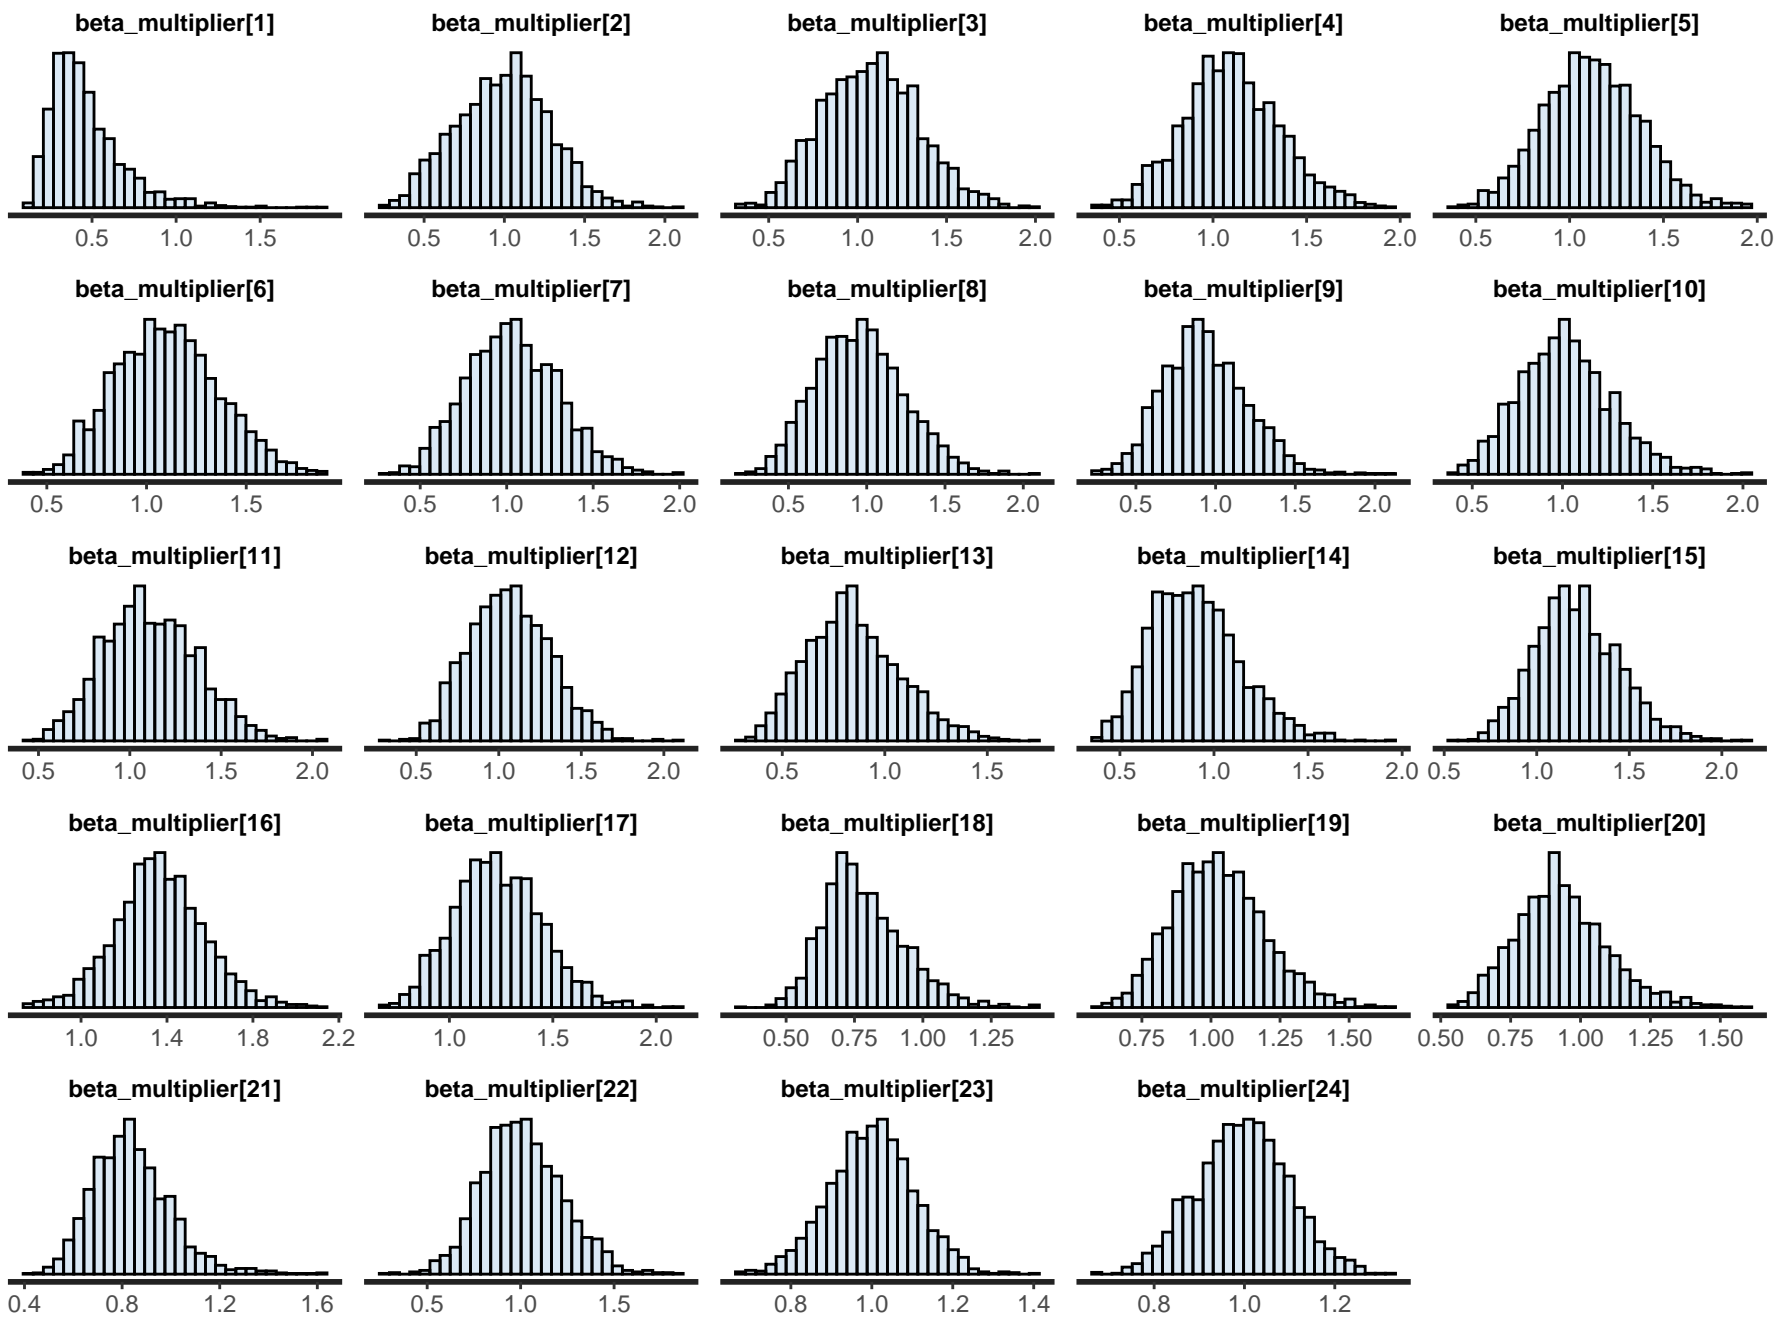 beta_multiplier[1] beta_multiplier[2] beta_multiplier[3] beta_multiplier[4] beta_multiplier[5]
0.5 1.0 1.5 0.5 1.0 1.5 2.0 0.5 1.0 1.5 2.0 0.5 1.0 1.5 2.0 0.5 1.0 1.5 2.0
beta_multiplier[6] beta_multiplier[7] beta_multiplier[8] beta_multiplier[9] beta_multiplier[10]
0.5 1.0 1.5 0.5 1.0 1.5 2.0 0.5 1.0 1.5 2.0 0.5 1.0 1.5 2.0 0.5 1.0 1.5 2.0
beta_multiplier[11] beta_multiplier[12] beta_multiplier[13] beta_multiplier[14] beta_multiplier[15]
0.5 1.0 1.5 2.0 0.5 1.0 1.5 2.0 0.5 1.0 1.5 0.5 1.0 1.5 2.0 0.5 1.0 1.5 2.0
beta_multiplier[16] beta_multiplier[17] beta_multiplier[18] beta_multiplier[19] beta_multiplier[20]
1.0 1.4 1.8 2.2 1.0 1.5 2.0 0.50 0.75 1.00 1.25 0.75 1.00 1.25 1.50 0.50 0.75 1.00 1.25 1.50
beta_multiplier[21] beta_multiplier[22] beta_multiplier[23] beta_multiplier[24]
0.4 0.8 1.2 1.6 0.5 1.0 1.5 0.8 1.0 1.2 1.4 0.8 1.0 1.2